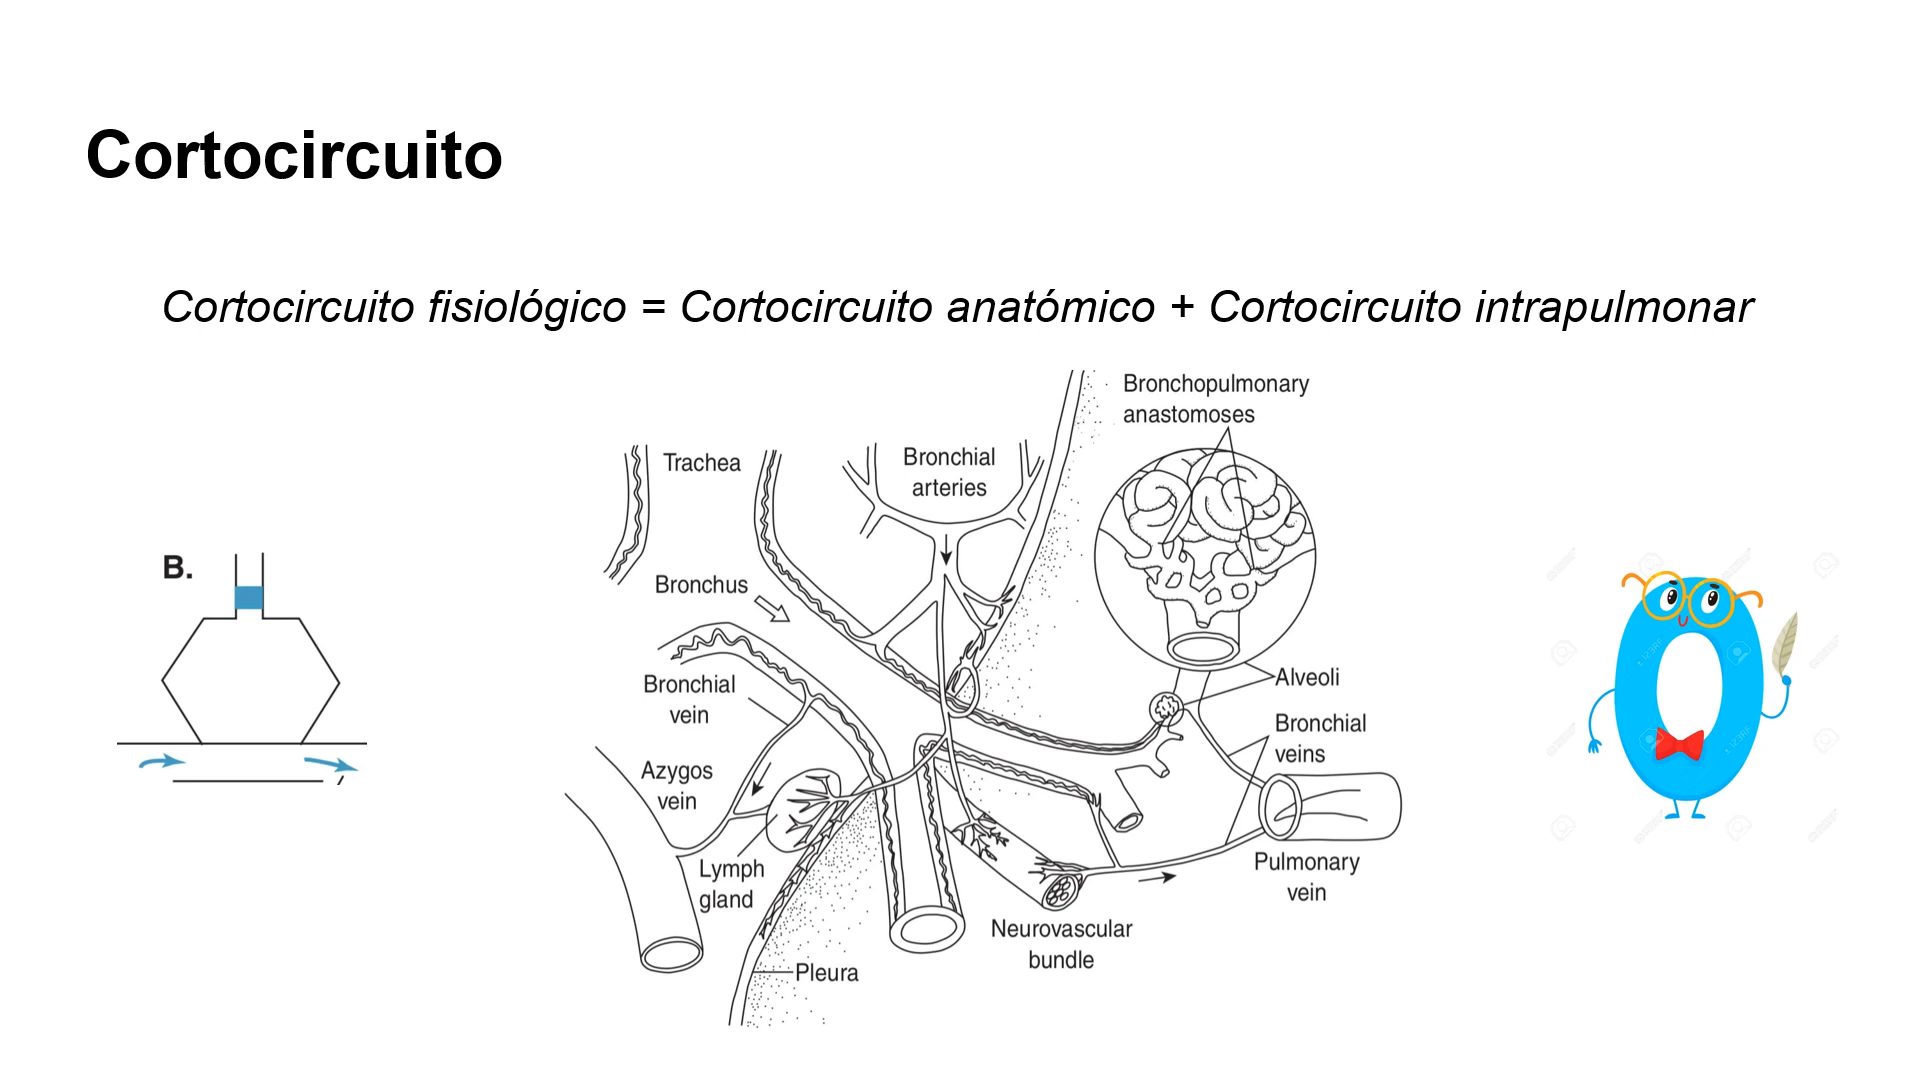 Cortocircuito
Cortocircuito fisiológico = Cortocircuito anatómico + Cortocircuito intrapulmonar
B.
Trachea
Bronchial
arteries
Bronchopulmonary
anastomoses
Bronchus
Bronchial
vein
Azygos
vein
Lymph
gland
Pleura
Neurovascular
bundle
Alveoli
Bronchial
veins
Pulmonary
vein